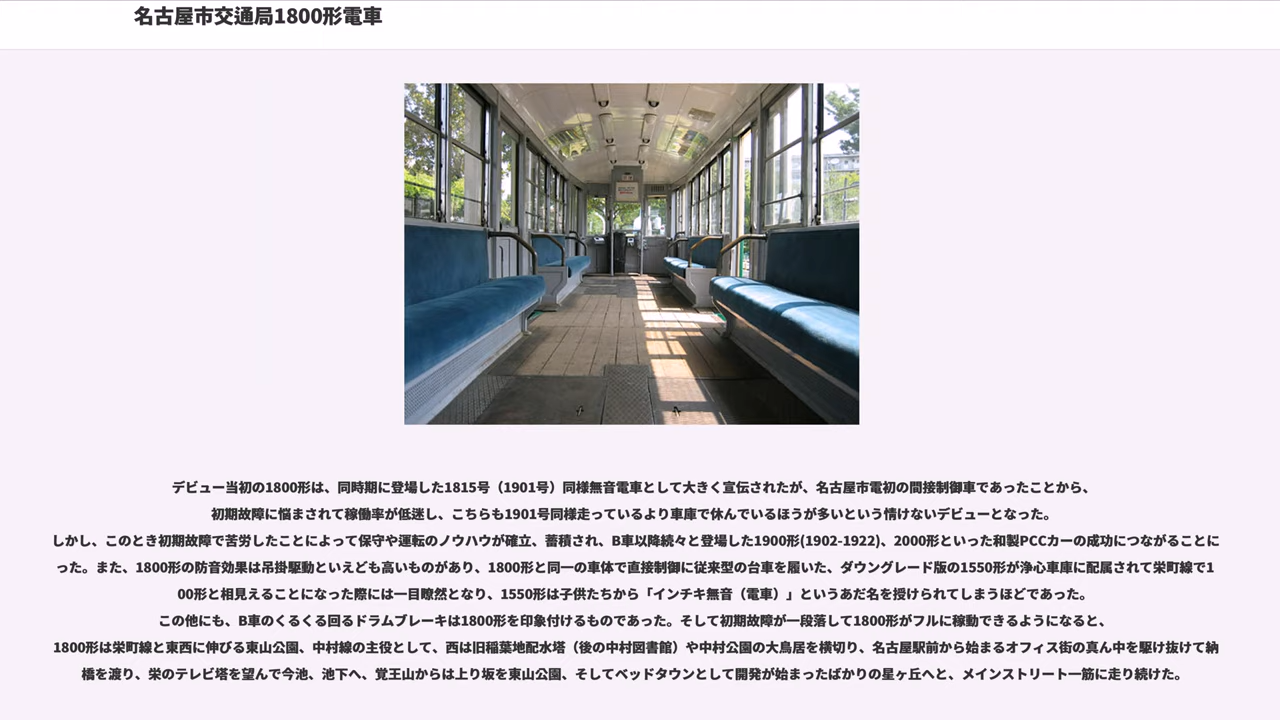 名古屋市交通局1800形電車
デビュー当初の1800形は、同時期に登場した1815号（1901号）同様無音電車として大きく宣伝されたが、名古屋市電初の間接制御車であったことから、
初期故障に悩まされて稼働率が低迷し、こちらも1901号同様走っているより車庫で休んでいるほうが多いという情けないデビューとなった。
しかし、このとき初期故障で苦労したことによって保守や運転のノウハウが確立、蓄積され、B車以降続々と登場した1900形(1902-1922)、2000形といった和製PCCカーの成功につながることに
った。また、1800形の防音効果は吊掛駆動といえども高いものがあり、1800形と同一の車体で直接制御に従来型の台車を履いた、ダウングレード版の1550形が浄心車庫に配属されて栄町線で1
00形と相見えることになった際には一目瞭然となり、1550形は子供たちから「インチキ無音（電車）」というあだ名を授けられてしまうほどであった。
この他にも、B車のくるくる回るドラムブレーキは1800形を印象付けるものであった。そして初期故障が一段落して1800形がフルに稼動できるようになると、
1800形は栄町線と東西に伸びる東山公園、中村線の主役として、西は旧稲葉地配水塔（後の中村図書館）や中村公園の大鳥居を横切り、名古屋駅前から始まるオフィス街の真ん中を駆け抜けて納
橋を渡り、栄のテレビ塔を望んで今池、池下へ、覚王山からは上り坂を東山公園、そしてベッドタウンとして開発が始まったばかりの星ヶ丘へと、メインストリート一筋に走り続けた。